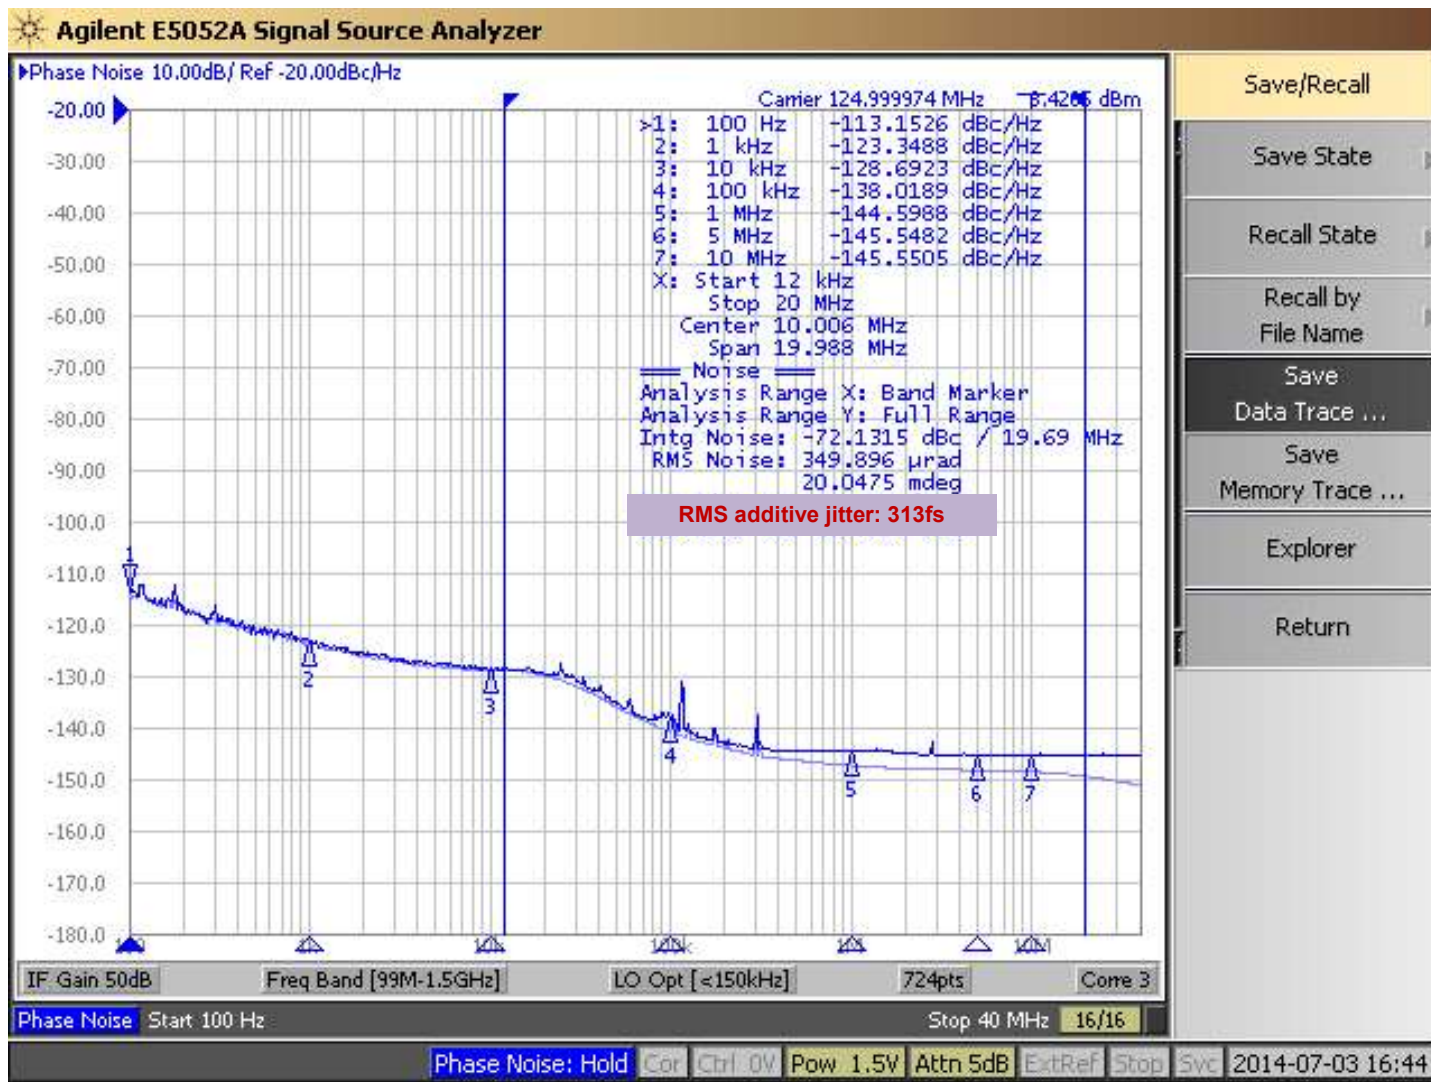 Agilent E5052A Signal Source Analyzer
Phase Noise 10.00dB/ Ref -20.00dBc/Hz
Carrier 124.999974 MHz dBm
-20.00
-30.00
-40.00
-50.00
-60.00
-70.00
-80.00
-90.00
-100.0
-110.0
-120.0
-130.0
-140.0
-150.0
-160.0
-170.0
-180.0
>1: 100 Hz -113.1526 dBc/Hz
2: 1 kHz -123.3488 dBc/Hz
3: 10 kHz -128.6923 dBc/Hz
4: 100 kHz -138.0189 dBc/Hz
5: 1 MHz -144.5988 dBc/Hz
6: 5 MHz -145.5482 dBc/Hz
7: 10 MHz -145.5505 dBc/Hz
X: Start 12 kHz
Stop 20 MHz
Center 10.006 MHz
Span 19.988 MHz
=== Noise ===
Analysis Range X: Band Marker
Analysis Range Y: Full Range
Intg Noise: -72.1315 dBc / 19.69 MHz
RMS Noise: 349.896 µrad
20.0475 mdeg
RMS additive jitter: 313fs
1
2
3
4
5
6
7
IF Gain 50dB
Freq Band [99M-1.5GHz]
LO Opt [<150kHz]
724pts
Corre 3
Phase Noise Start 100 Hz
Stop 40 MHz 16/16
Phase Noise: Hold Cor Ctrl 0V Pow 1.5V Attn 5dB ExtRef Stop Svc 2014-07-03 16:44
Save/Recall
Save State
Recall State
Recall by
File Name
Save
Data Trace ...
Save
Memory Trace ...
Explorer
Return